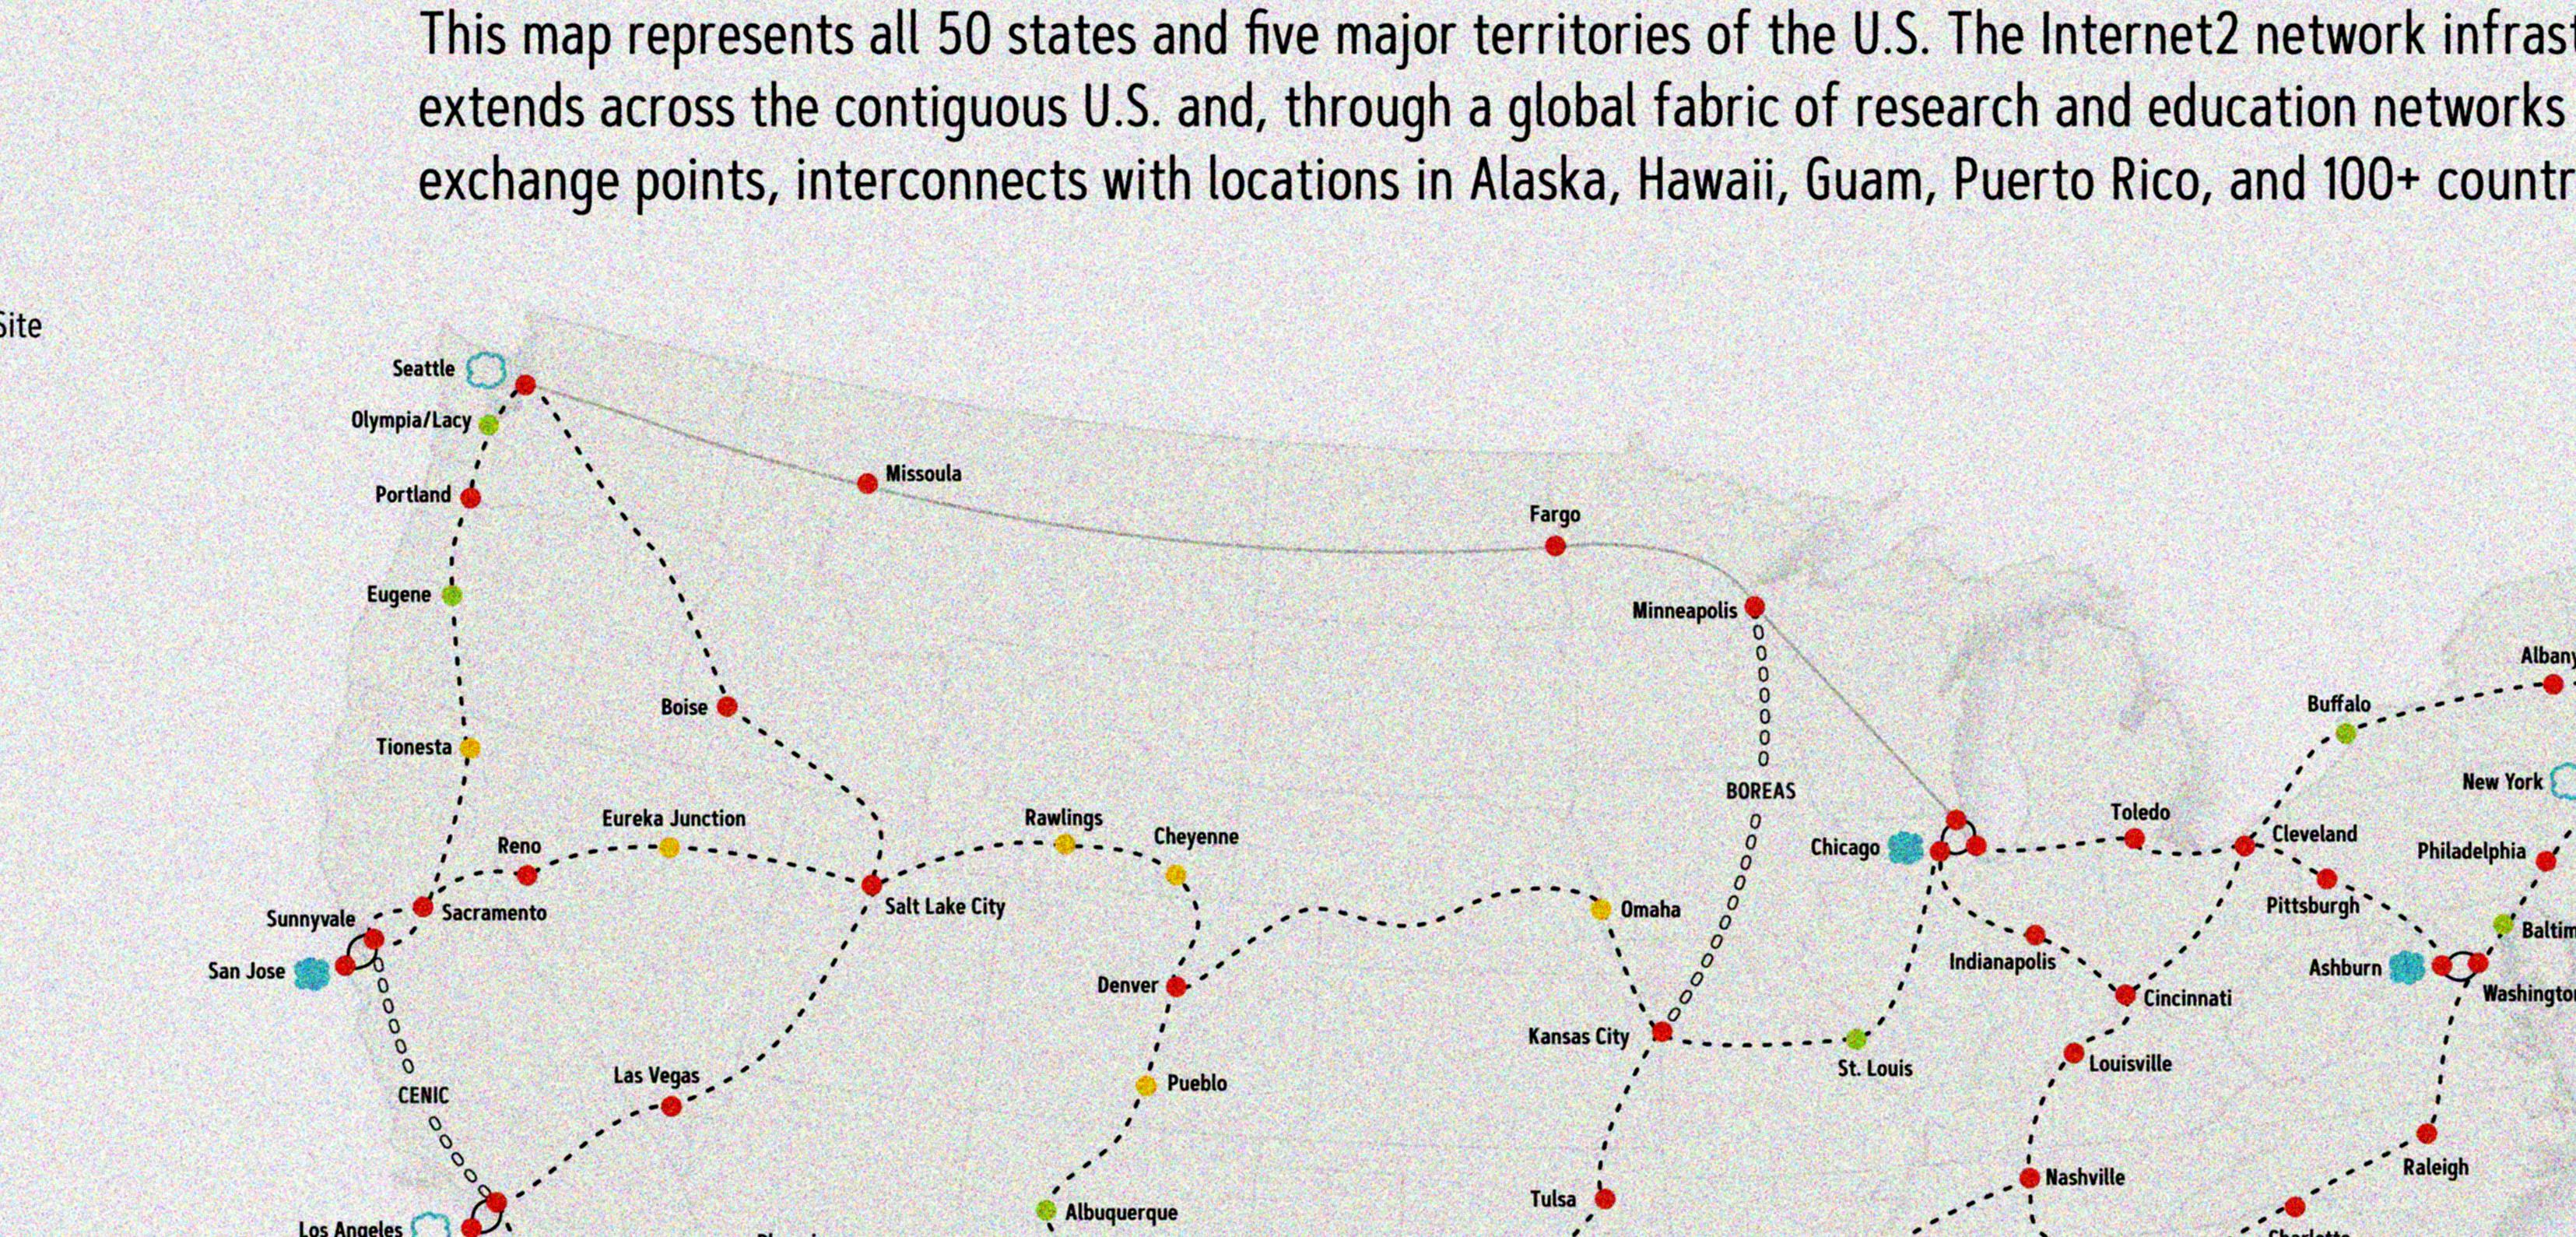 This map represents all 50 states and five major territories of the U.S. The Internet2 network
extends across the contiguous U.S. and, through a global fabric of research and education networks
exchange points, interconnects with locations in Alaska, Hawaii, Guam, Puerto Rico, and 100+
Site
Seattle
Olympia/Lacy
Missoula
Portland
Fargo
Eugene
Minneapolis
Albany
Boise
Buffalo
Tionesta
New York
BOREAS
Toledo
Eureka Junction
Rawlings
Cheyenne
Cleveland
Reno
Chicago
Philadelphia
Salt Lake City
Pittsburgh
Omaha
Sacramento
Sunnyvale
Indianapolis
Ashburn
San Jose
Denver
Cincinnati
Kansas City
Louisville
St. Louis
Las Vegas
Pueblo
CENIC
Raleigh
Nashville
Tulsa
Albuquerque
Los Angeles